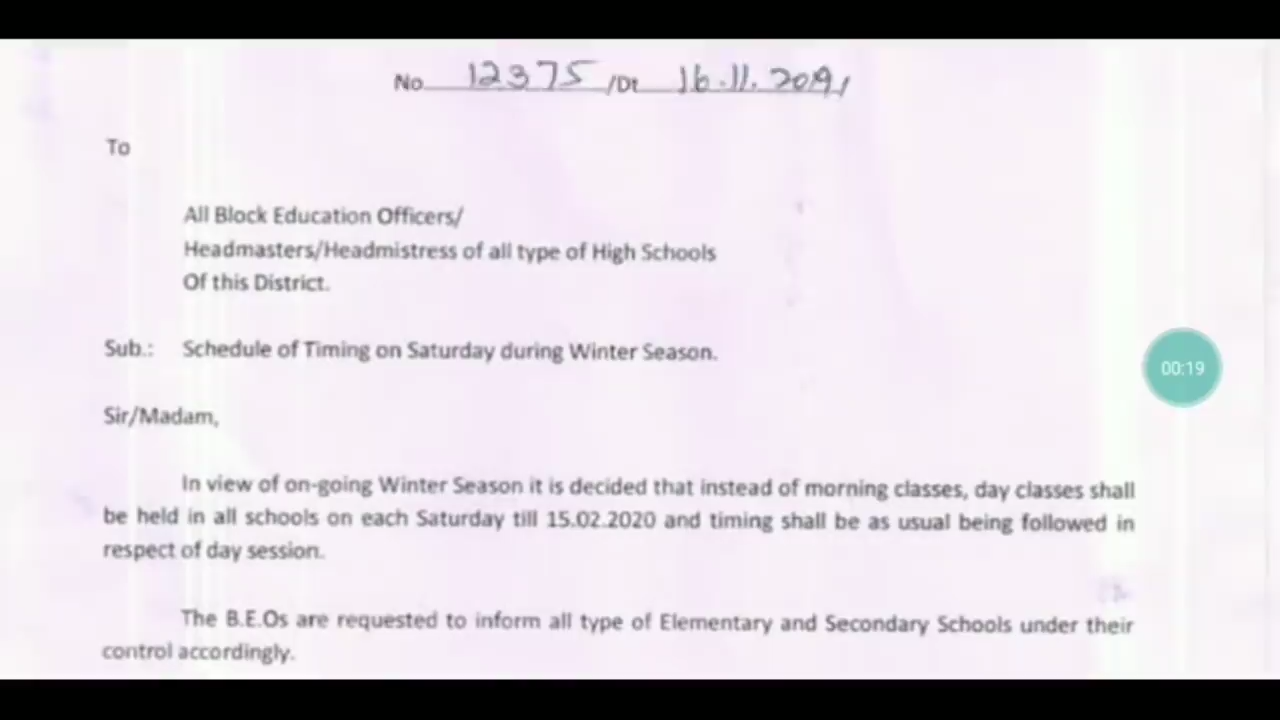 No 12375 /Dt 16.11.2019/
To
All Block Education Officers/
Headmasters/Headmistress of all type of High Schools
Of this District.
Sub.: Schedule of Timing on Saturday during Winter Season.
00:19
Sir/Madam,
In view of on-going Winter Season it is decided that instead of morning classes, day classes shall
be held in all schools on each Saturday till 15.02.2020 and timing shall be as usual being followed in
respect of day session.
The B.E.Os are requested to inform all type of Elementary and Secondary Schools under their
control accordingly.